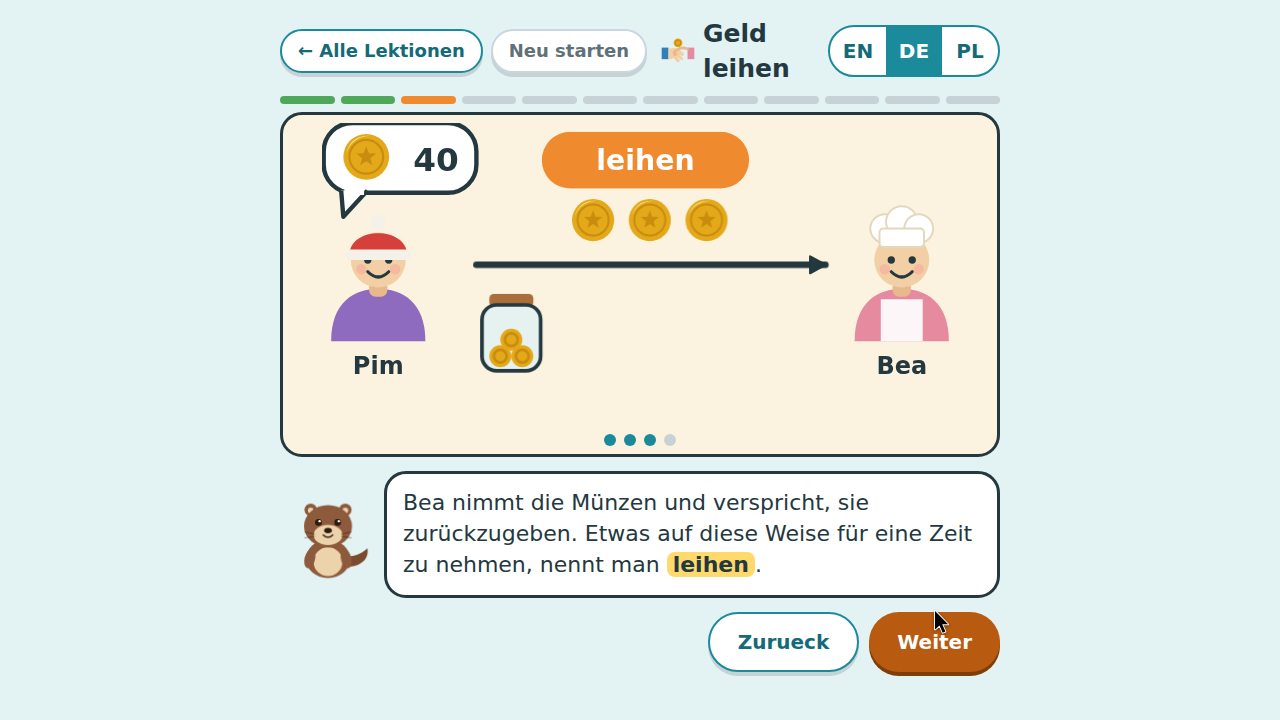 ← Alle Lektionen
Neu starten
Geld
leihen
EN
DE
PL
40
leihen
Pim
Bea
Bea nimmt die Münzen und verspricht, sie
zurückzugeben. Etwas auf diese Weise für eine Zeit
zu nehmen, nennt man leihen.
Zurueck
Weiter